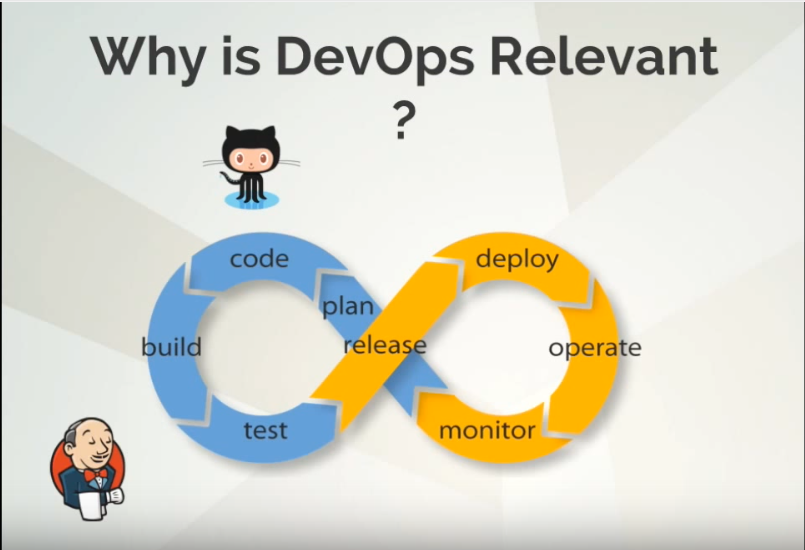 Why is DevOps Relevant
?
code
deploy
plan
build
release
operate
test
monitor